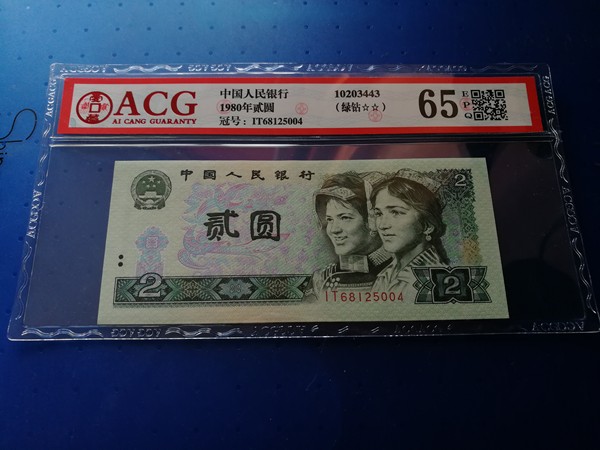 ACG
AI CANG GUARANTY
中国人民银行
1980年贰圆
冠号: IT68125004
10203443
(绿钻☆☆)
65
EPQ
中国人民银行
2
贰圆
2
IT68125004
2